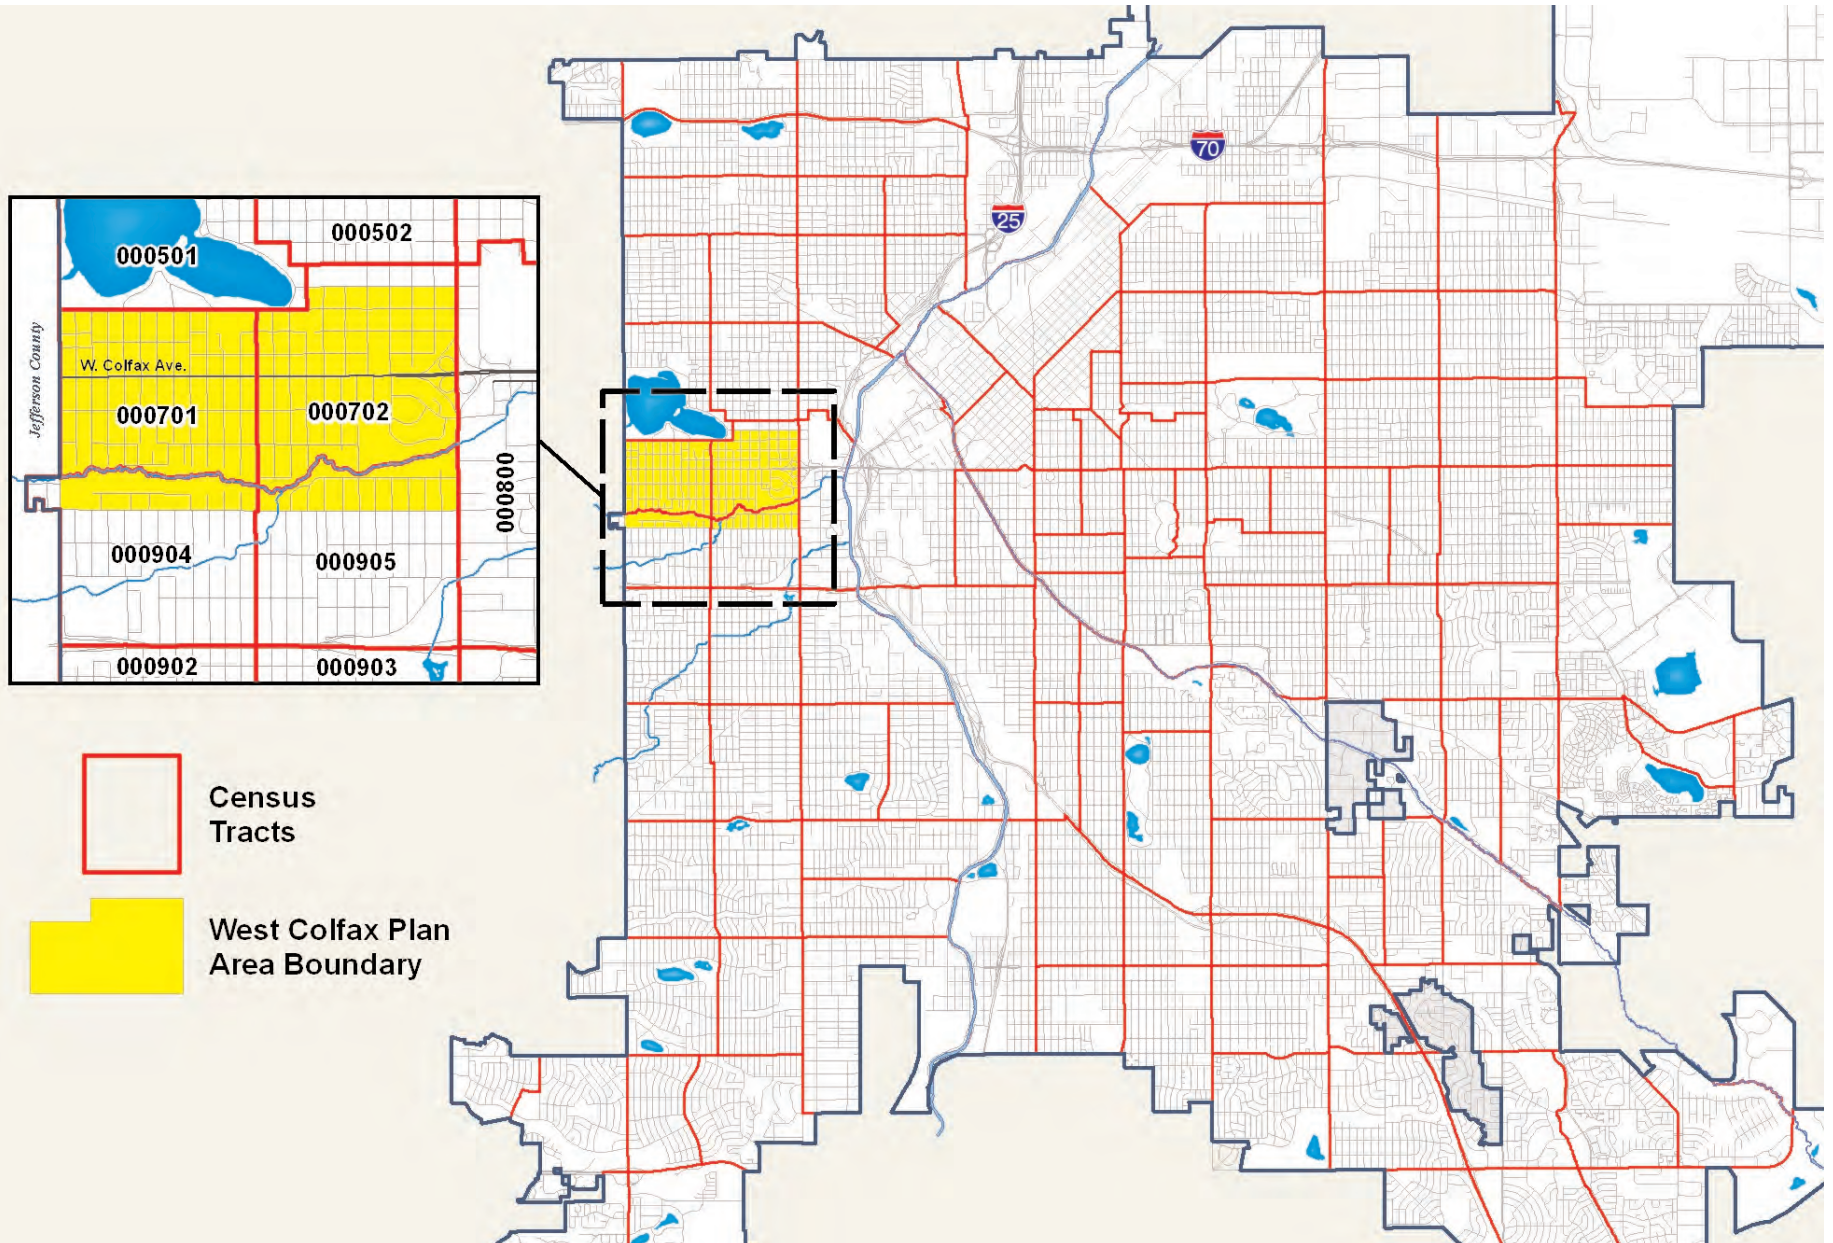 70
25
000502
000501
Jefferson County
W. Colfax Ave.
000701
000702
000800
000904
000905
000902
000903
Census
Tracts
West Colfax Plan
Area Boundary